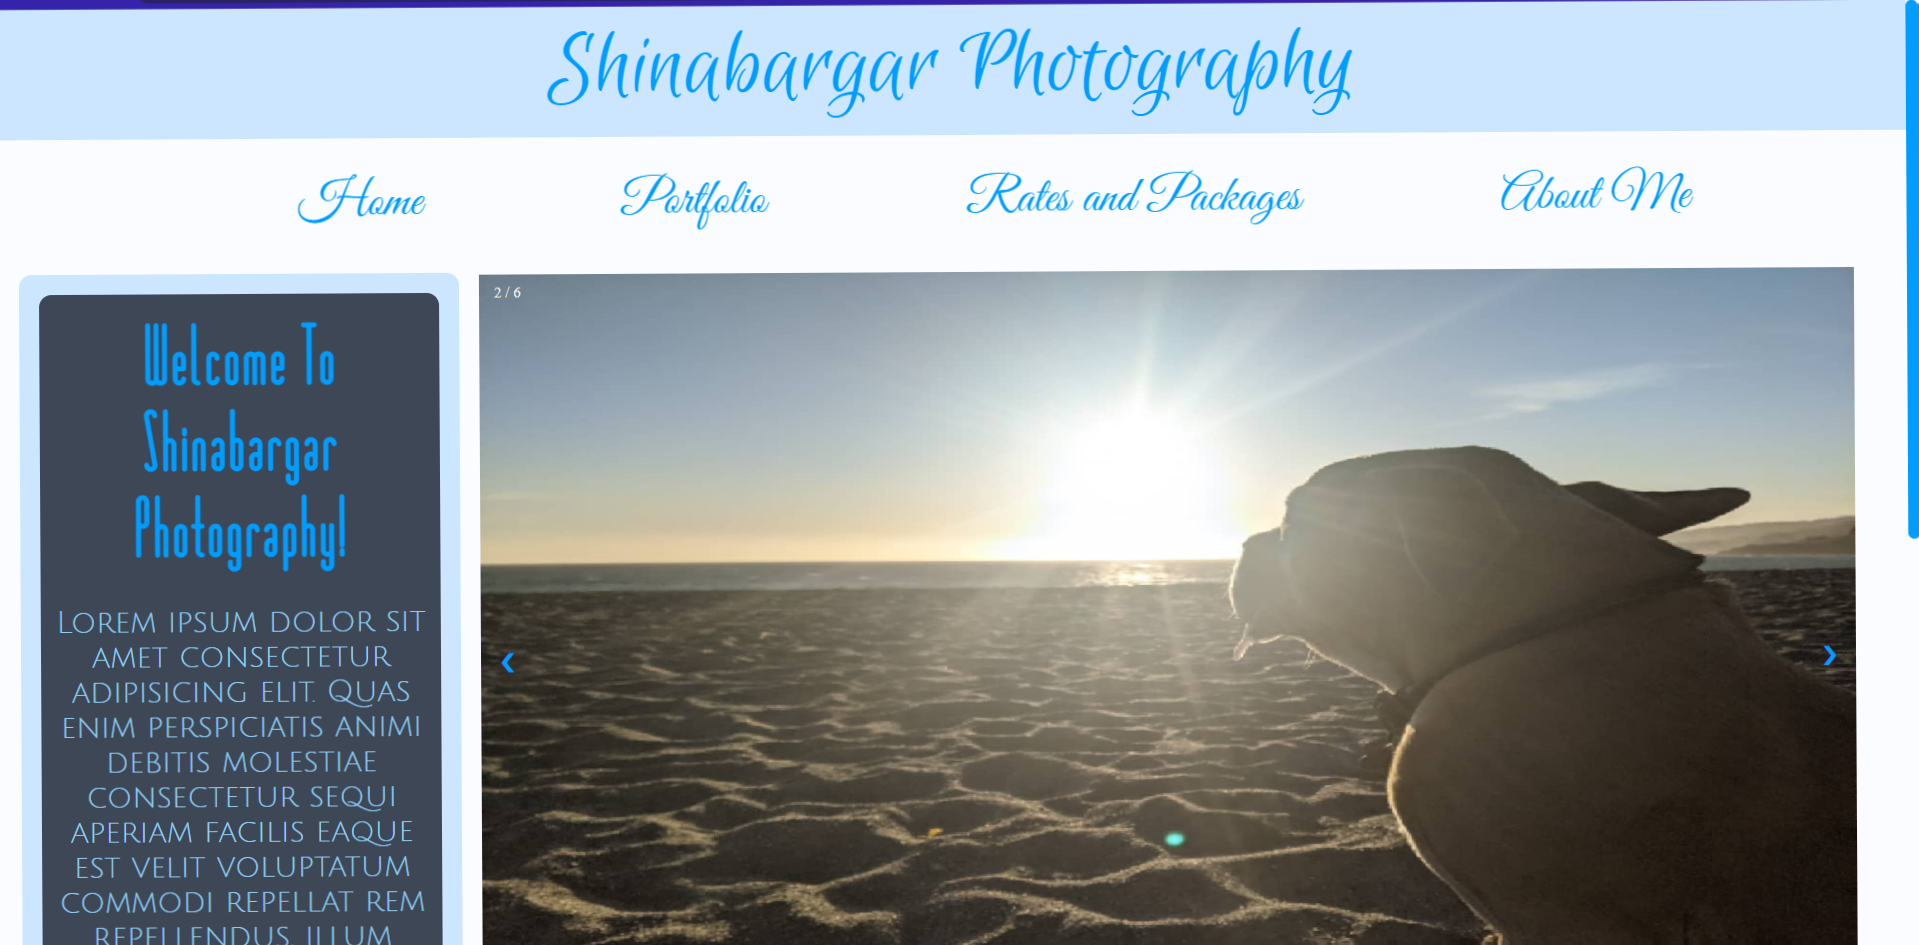 Shinabargar Photography
Home Portfolio Rates and Packages About Me
2 / 6
Welcome To
Shinabargar
Photography!
Lorem ipsum dolor sit
amet consectetur
adipisicing elit. Quas
enim perspiciatis animi
debitis molestiae
consectetur sequi
aperiam facilis eaque
est velit voluptatum
commodi repellat rem
repellendus illum